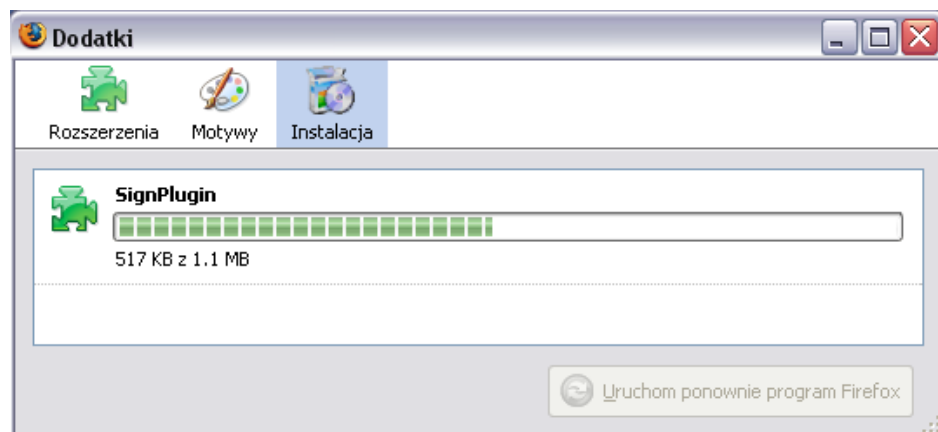 Dodatki
Rozszerzenia Motywy Instalacja
SignPlugin
517 KB z 1.1 MB
Uruchom ponownie program Firefox